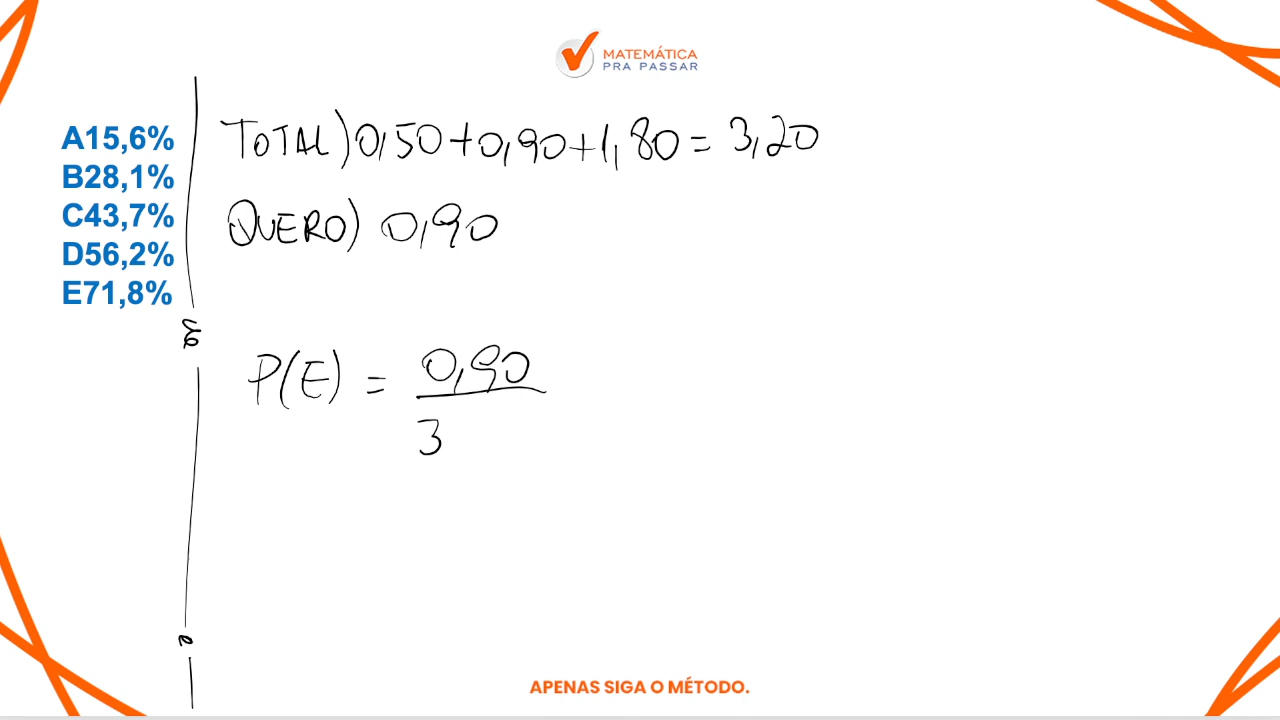 MATEMÁTICA
PRA PASSAR
A15,6%
B28,1%
C43,7%
D56,2%
E71,8%
TOTAL) 0,50+0,90+1,80=3,20
QUERO) 0,90
P(E) = 0,90
3
APENAS SIGA O MÉTODO.